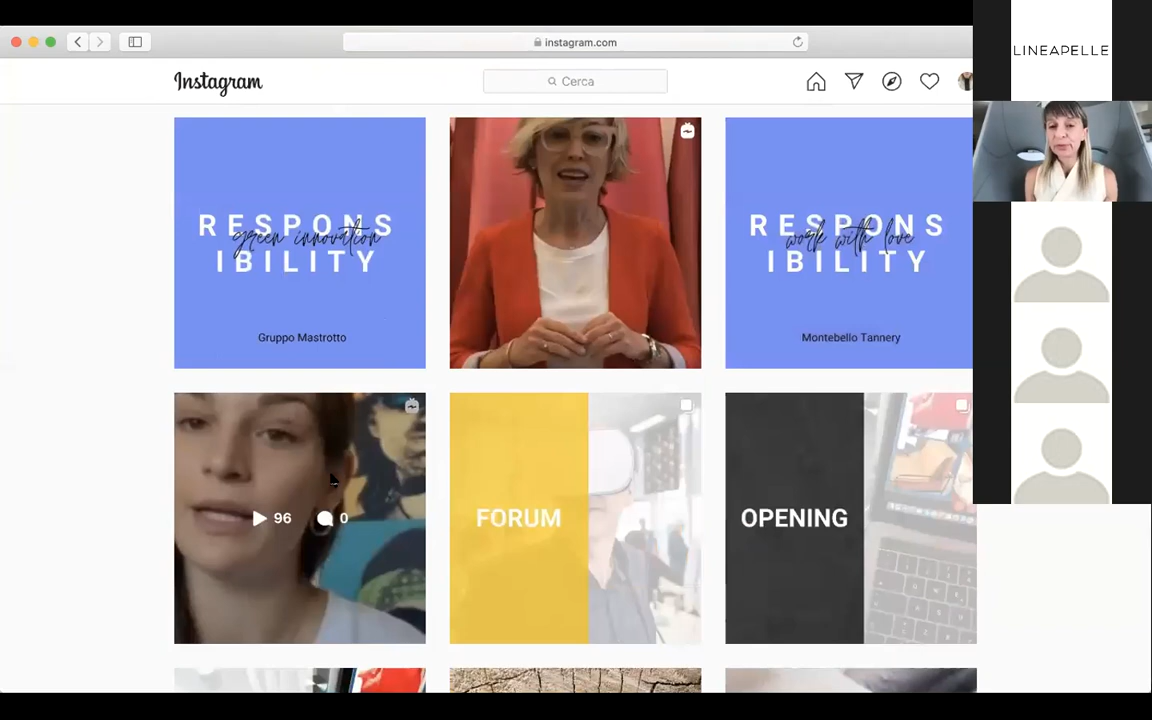 instagram.com
LINEAPELLE
Instagram
Cerca
RESPONS
green innovation
IBILITY
Gruppo Mastrotto
RESPONS
work with love
IBILITY
Montebello Tannery
96
0
FORUM
OPENING